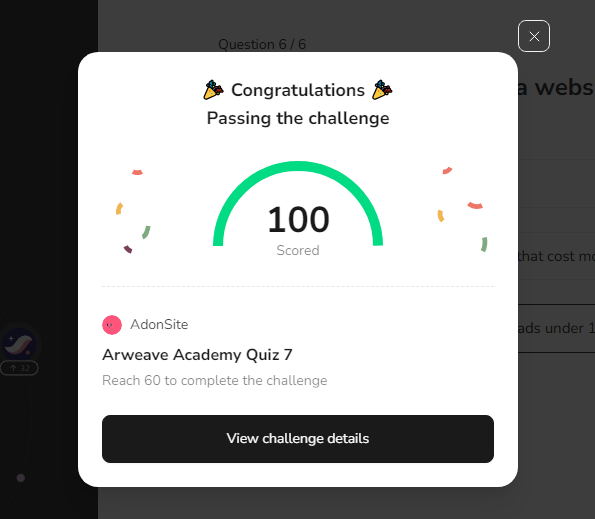 Question 6 / 6
a webs
Congratulations
Passing the challenge
100
Scored
that cost mo
ads under 1
AdonSite
Arweave Academy Quiz 7
Reach 60 to complete the challenge
32
View challenge details